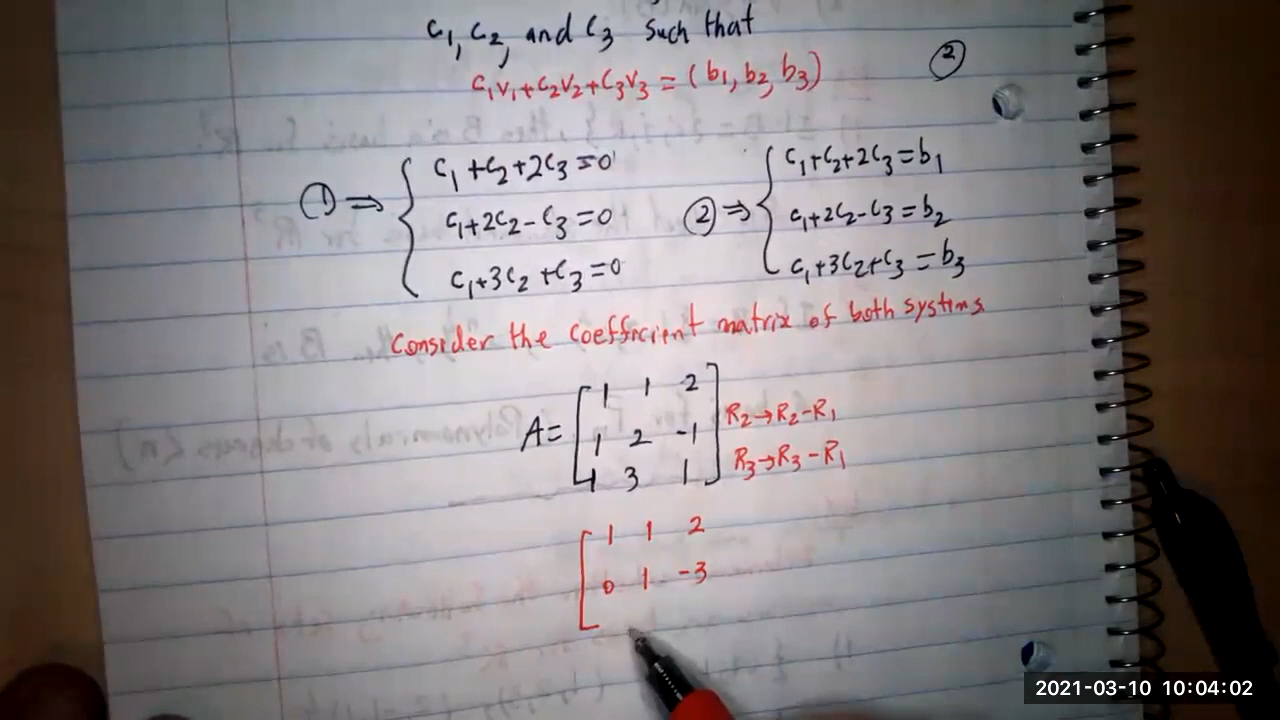 c₁, c₂, and c₃ such that
c₁v₁+c₂v₂+c₃v₃ = (b₁, b₂, b₃) ②
① ⇒ { c₁+c₂+2c₃=0
c₁+2c₂-c₃=0
c₁+3c₂+c₃=0
② ⇒ { c₁+c₂+2c₃=b₁
c₁+2c₂-c₃=b₂
c₁+3c₂+c₃=b₃
Consider the coefficient matrix of both systems
A= [ 1 1 2
1 2 -1
1 3 1 ]
R₂→R₂-R₁
R₃→R₃-R₁
[ 1 1 2
0 1 -3
2021-03-10 10:04:02